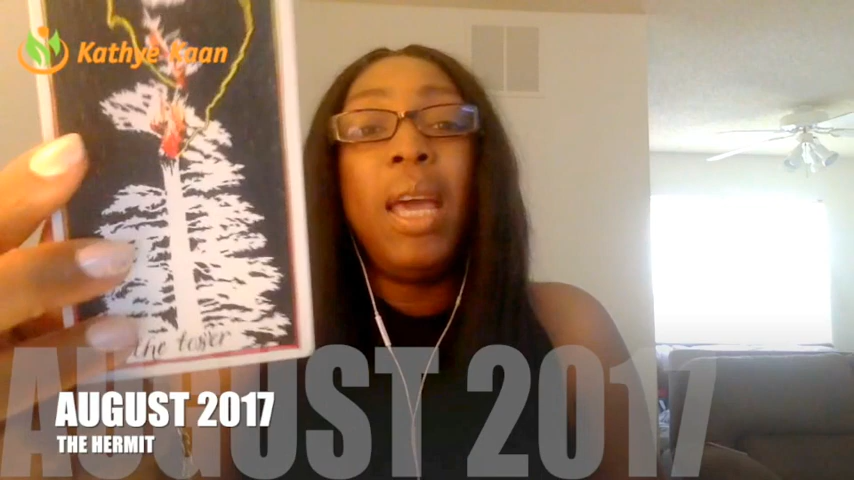 Kathye Kaan
the tower
AUGUST 2017
AUGUST 2017
THE HERMIT